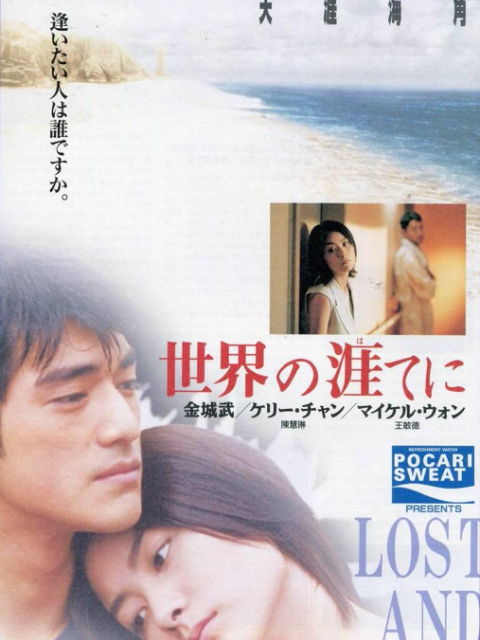 天涯海角
逢いたい人は誰ですか。
世界の涯てに
は
金城武/ケリー・チャン/マイケル・ウォン
陳慧琳
王敏徳
REFRESHMENT WATER
POCARI
SWEAT
PRESENTS
LOST
AND